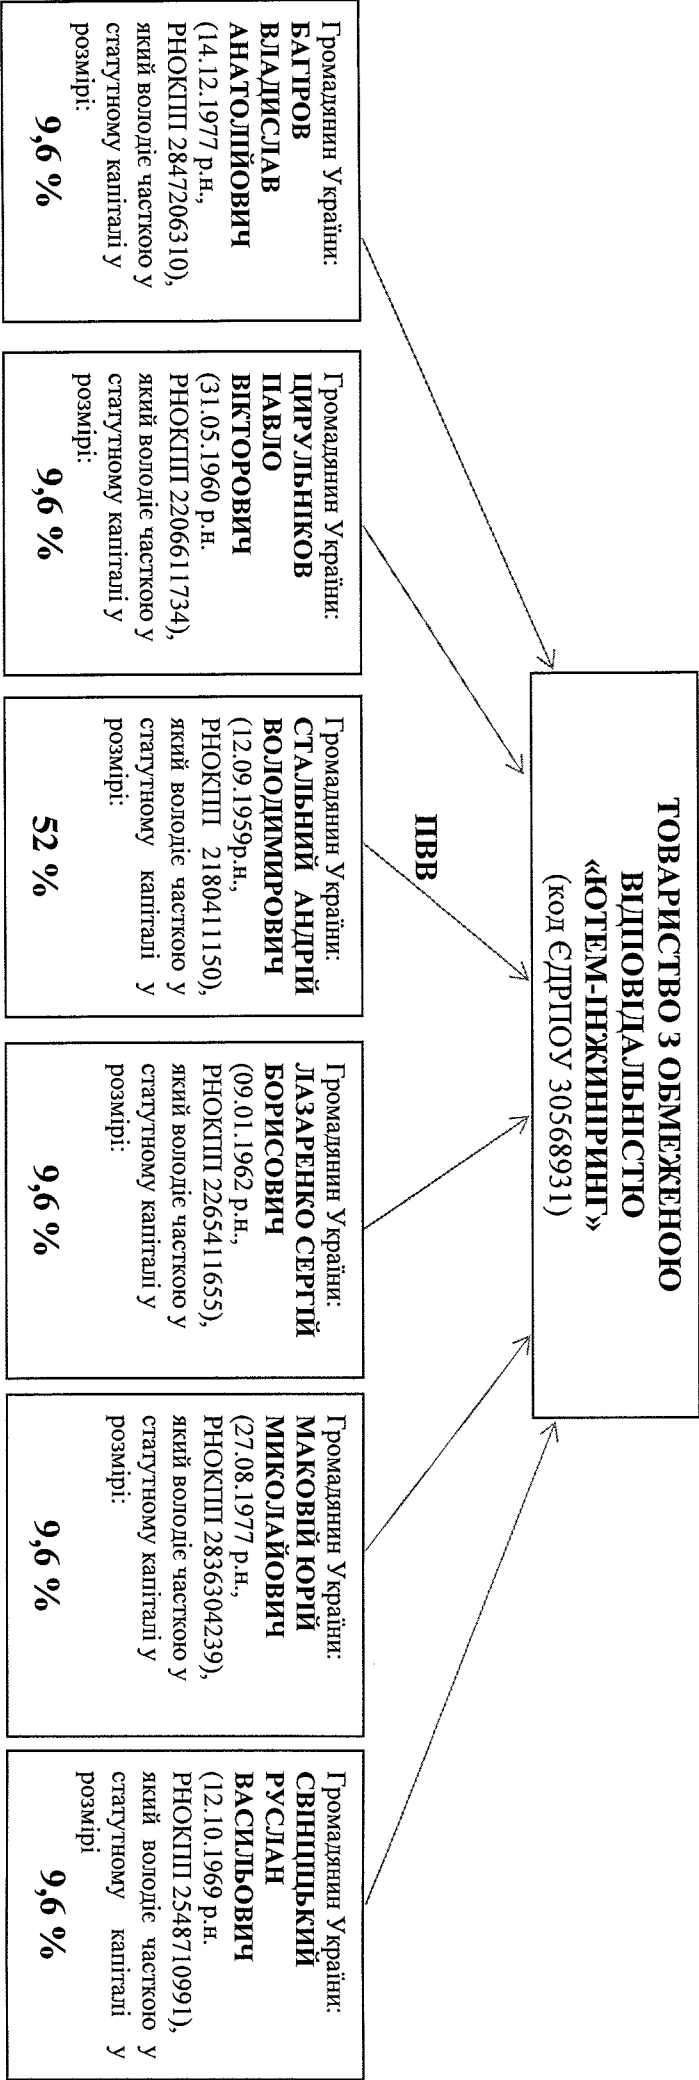 ТОВАРИСТВО З ОБМЕЖЕНОЮ
ВІДПОВІДАЛЬНІСТЮ
«ЮТЕМ-ІНЖИНІРИНГ»
(код ЄДРПОУ 30568931)
ПВВ
Громадянин України:
БАГІРОВ
ВЛАДИСЛАВ
АНАТОЛІЙОВИЧ
(14.12.1977 р.н.,
РНОКПП 2847206310),
який володіє часткою у
статутному капіталі у
розмірі:
9,6 %
Громадянин України:
ЦИРУЛЬНІКОВ
ПАВЛО
ВІКТОРОВИЧ
(31.05.1960 р.н.
РНОКПП 2206611734),
який володіє часткою у
статутному капіталі у
розмірі:
9,6 %
Громадянин України:
СТАЛЬНИЙ АНДРІЙ
ВОЛОДИМИРОВИЧ
(12.09.1959р.н.,
РНОКПП 2180411150),
який володіє часткою у
статутному капіталі у
розмірі:
52 %
Громадянин України:
ЛАЗАРЕНКО СЕРГІЙ
БОРИСОВИЧ
(09.01.1962 р.н.,
РНОКПП 2265411655),
який володіє часткою у
статутному капіталі у
розмірі:
9,6 %
Громадянин України:
МАКОВІЙ ЮРІЙ
МИКОЛАЙОВИЧ
(27.08.1977 р.н.,
РНОКПП 2836304239),
який володіє часткою у
статутному капіталі у
розмірі:
9,6 %
Громадянин України:
СВІНЦІЦЬКИЙ
РУСЛАН
ВАСИЛЬОВИЧ
(12.10.1969 р.н.
РНОКПП 2548710991),
який володіє часткою у
статутному капіталі у
розмірі
9,6 %